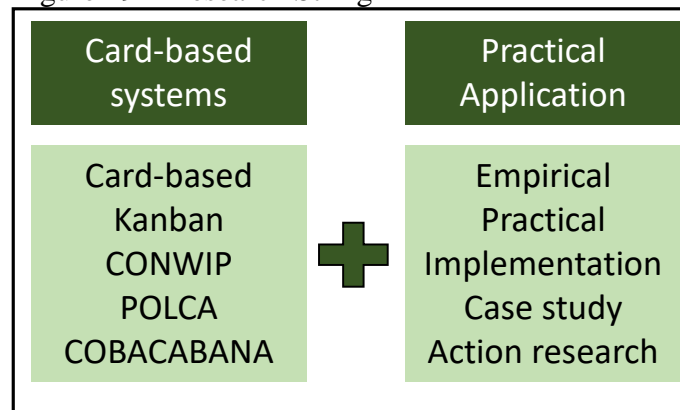 Card-based
systems
Practical
Application
Card-based
Kanban
CONWIP
POLCA
COBACABANA
Empirical
Practical
Implementation
Case study
Action research